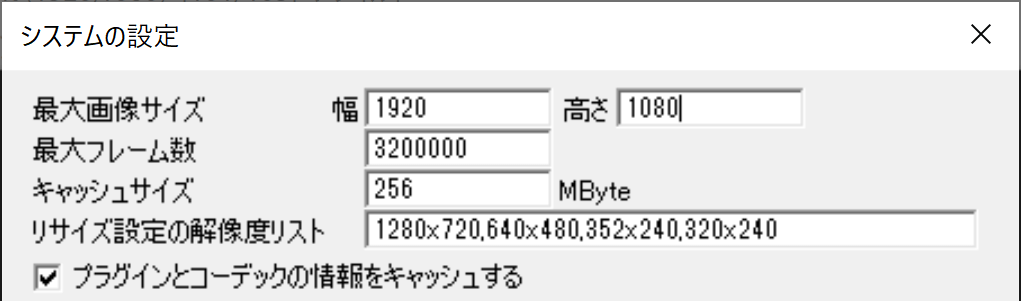 システムの設定
最大画像サイズ 幅 1920 高さ 1080
最大フレーム数 3200000
キャッシュサイズ 256 MByte
リサイズ設定の解像度リスト 1280x720,640x480,352x240,320x240
プラグインとコーデックの情報をキャッシュする